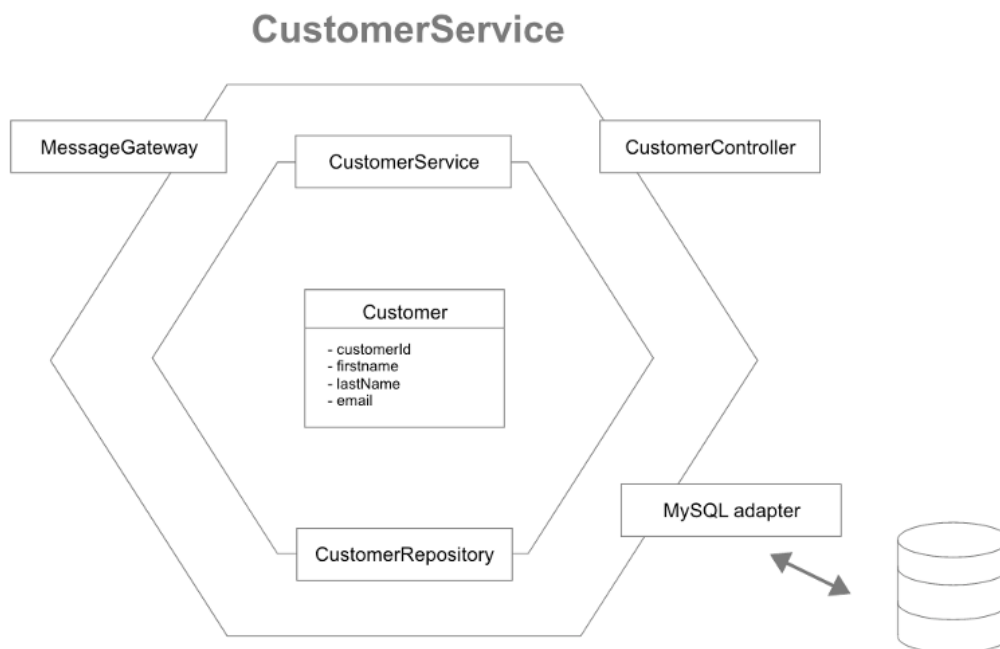 CustomerService
MessageGateway
CustomerController
CustomerService
Customer
- customerId
- firstname
- lastName
- email
MySQL adapter
CustomerRepository